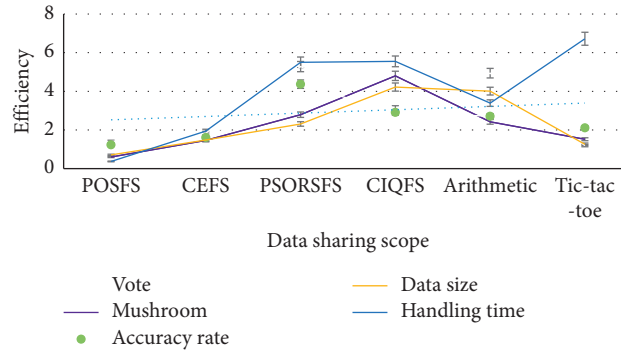 8
6
4
2
0
Efficiency
POSFS CEFS PSORSFS CIQFS Arithmetic Tic-tac
-toe
Data sharing scope
Vote Data size
Mushroom Handling time
Accuracy rate